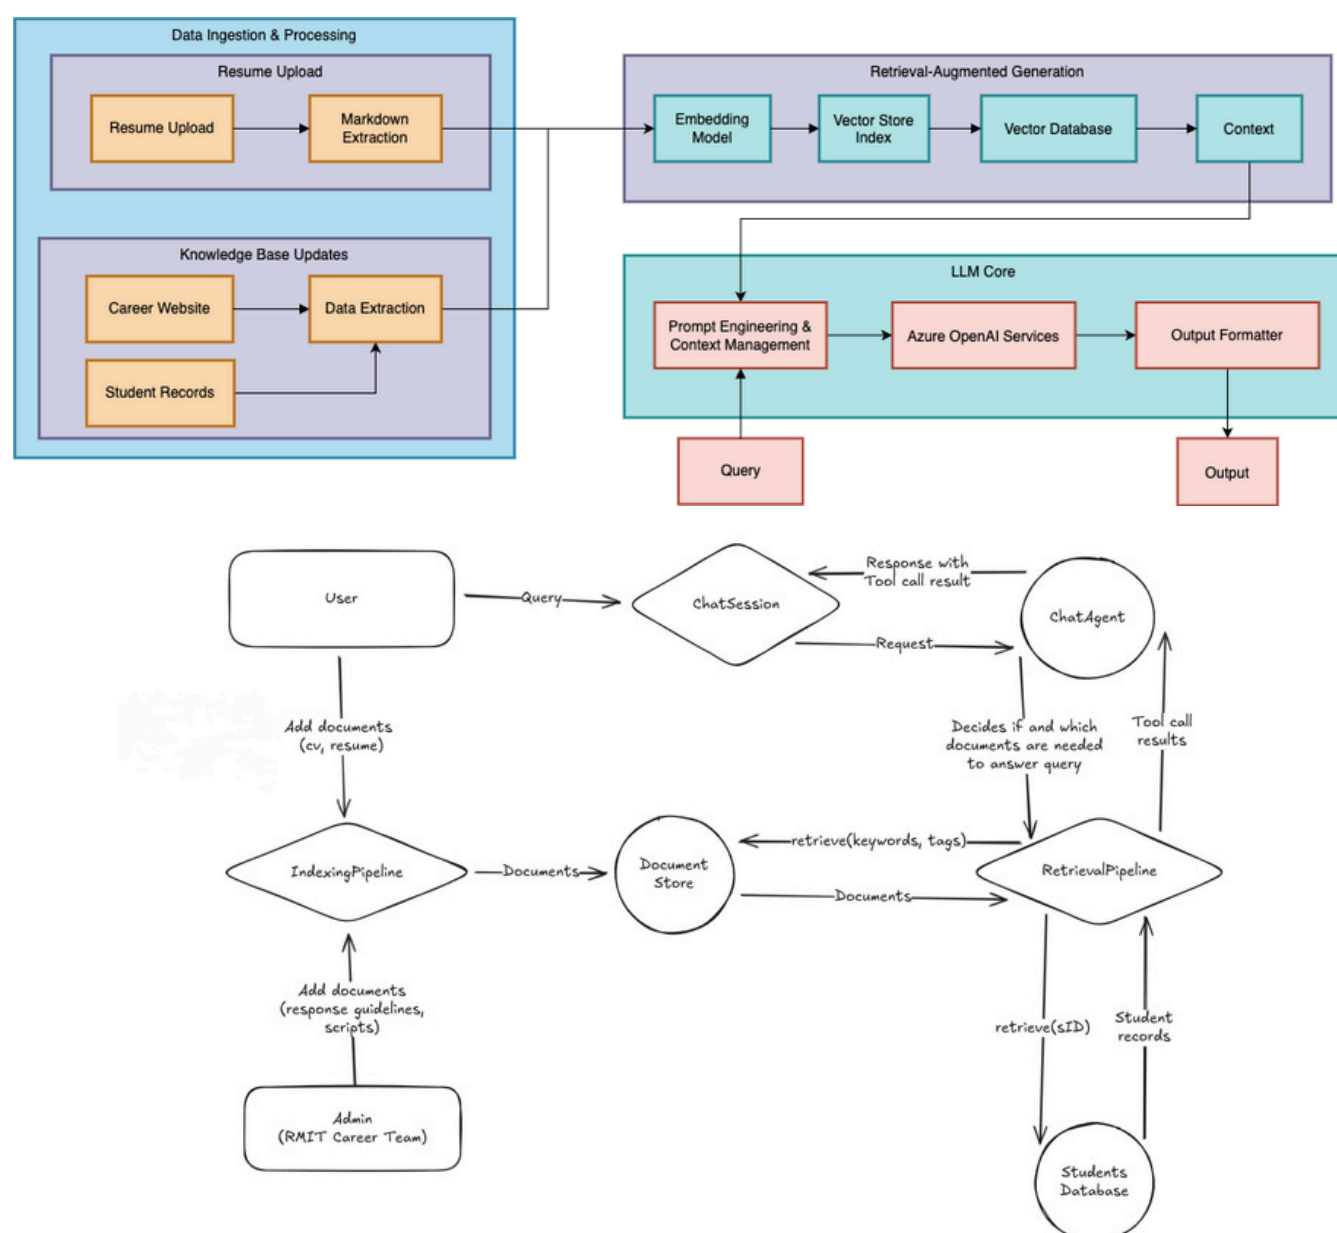 Data Ingestion & Processing
Resume Upload
Resume Upload
Markdown
Extraction
Knowledge Base Updates
Career Website
Data Extraction
Student Records
Retrieval-Augmented Generation
Embedding
Model
Vector Store
Index
Vector Database
Context
LLM Core
Prompt Engineering &
Context Management
Azure OpenAI Services
Output Formatter
Query
Output
User
Query
ChatSession
Response with
Tool call result
Request
ChatAgent
Add documents
(cv, resume)
Decides if and which
documents are needed
to answer query
Tool call
results
IndexingPipeline
Documents
Document
Store
retrieve(keywords, tags)
Documents
RetrievalPipeline
Add documents
(response guidelines,
scripts)
retrieve(sID)
Student
records
Admin
(RMIT Career Team)
Students
Database